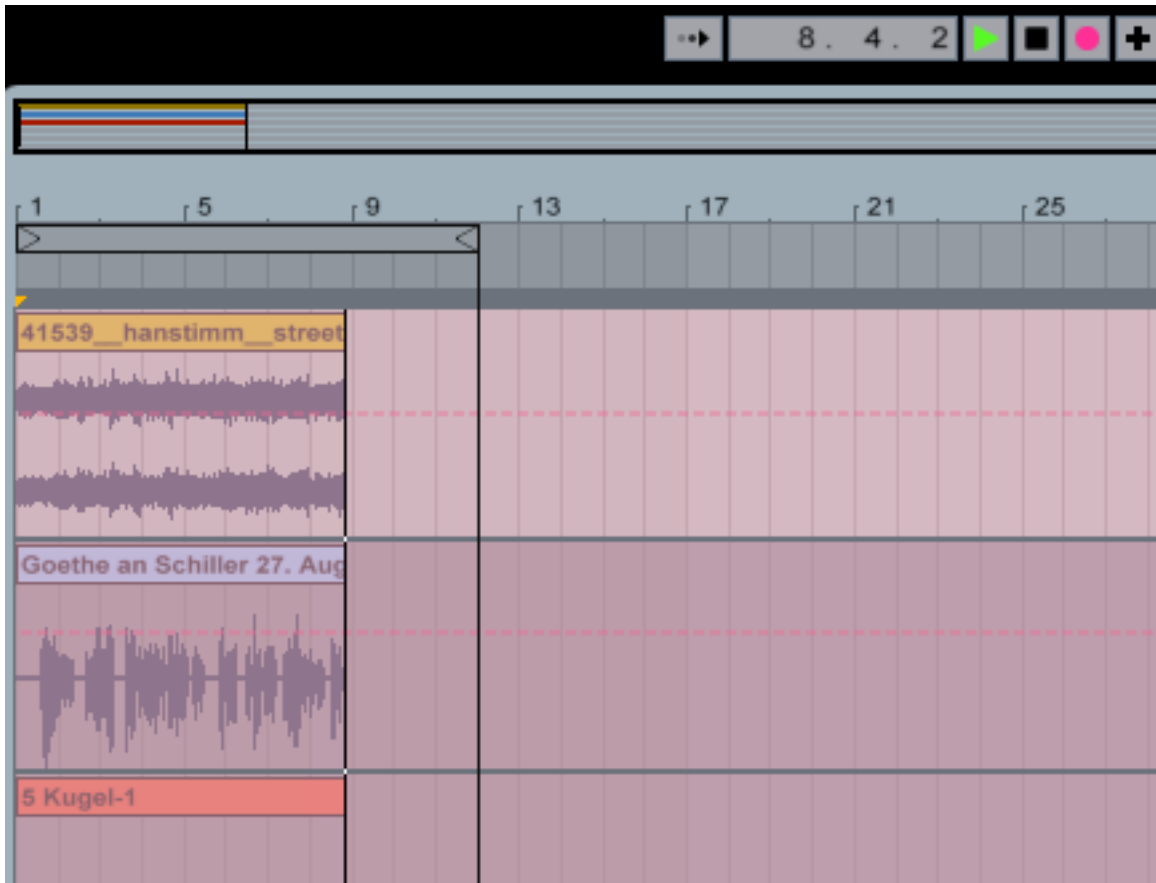 8. 4. 2
1 5 9 13 17 21 25
41539__hanstimm__street
Goethe an Schiller 27. Aug
5 Kugel-1